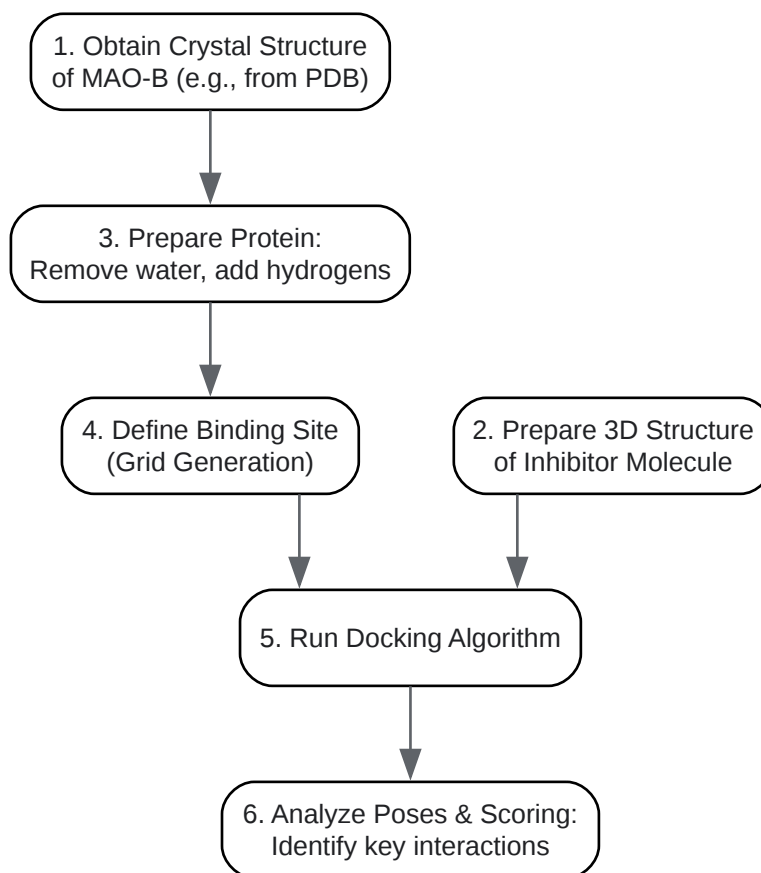 1. Obtain Crystal Structure
of MAO-B (e.g., from PDB)
3. Prepare Protein:
Remove water, add hydrogens
4. Define Binding Site
(Grid Generation)
2. Prepare 3D Structure
of Inhibitor Molecule
5. Run Docking Algorithm
6. Analyze Poses & Scoring:
Identify key interactions